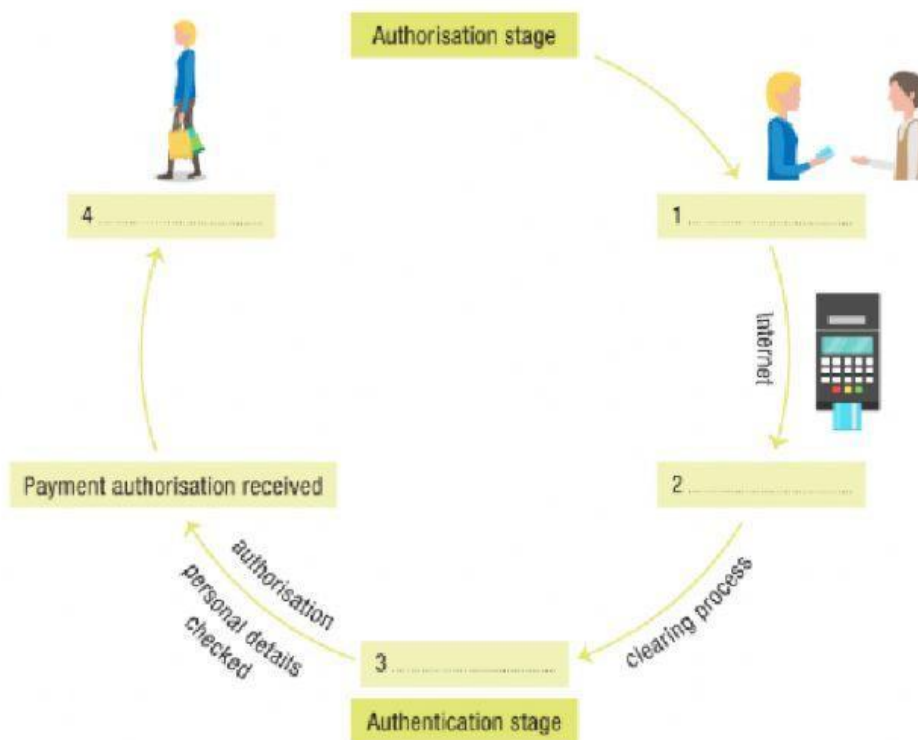 Authorisation stage
1 ........................................
Internet
2 ........................................
clearing process
3 ........................................
Authentication stage
authorisation
personal details
checked
Payment authorisation received
4 ........................................